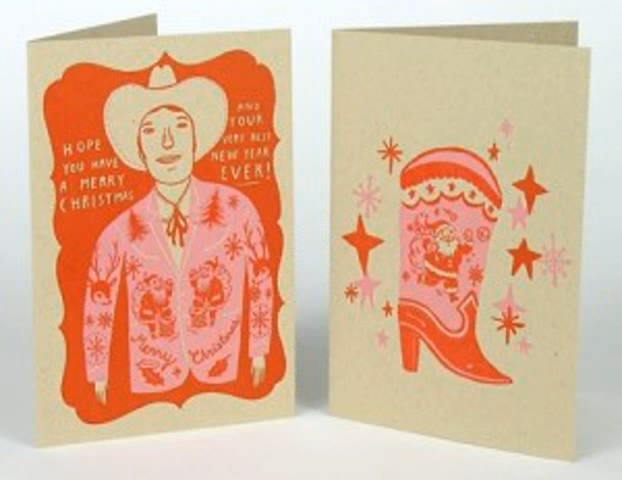 HOPE
YOU HAVE
A MERRY
CHRISTMAS
AND
YOUR
VERY BEST
NEW YEAR
EVER!
Merry Christmas